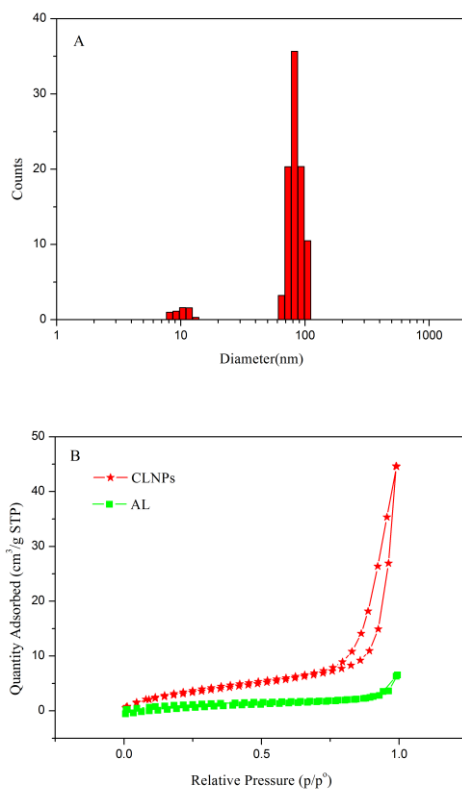 A
40
30
20
10
0
Counts
1 10 100 1000
Diameter(nm)
B
CLNPs
AL
50
40
30
20
10
0
Quantity Adsorbed (cm³/g STP)
0.0 0.5 1.0
Relative Pressure (p/p°)